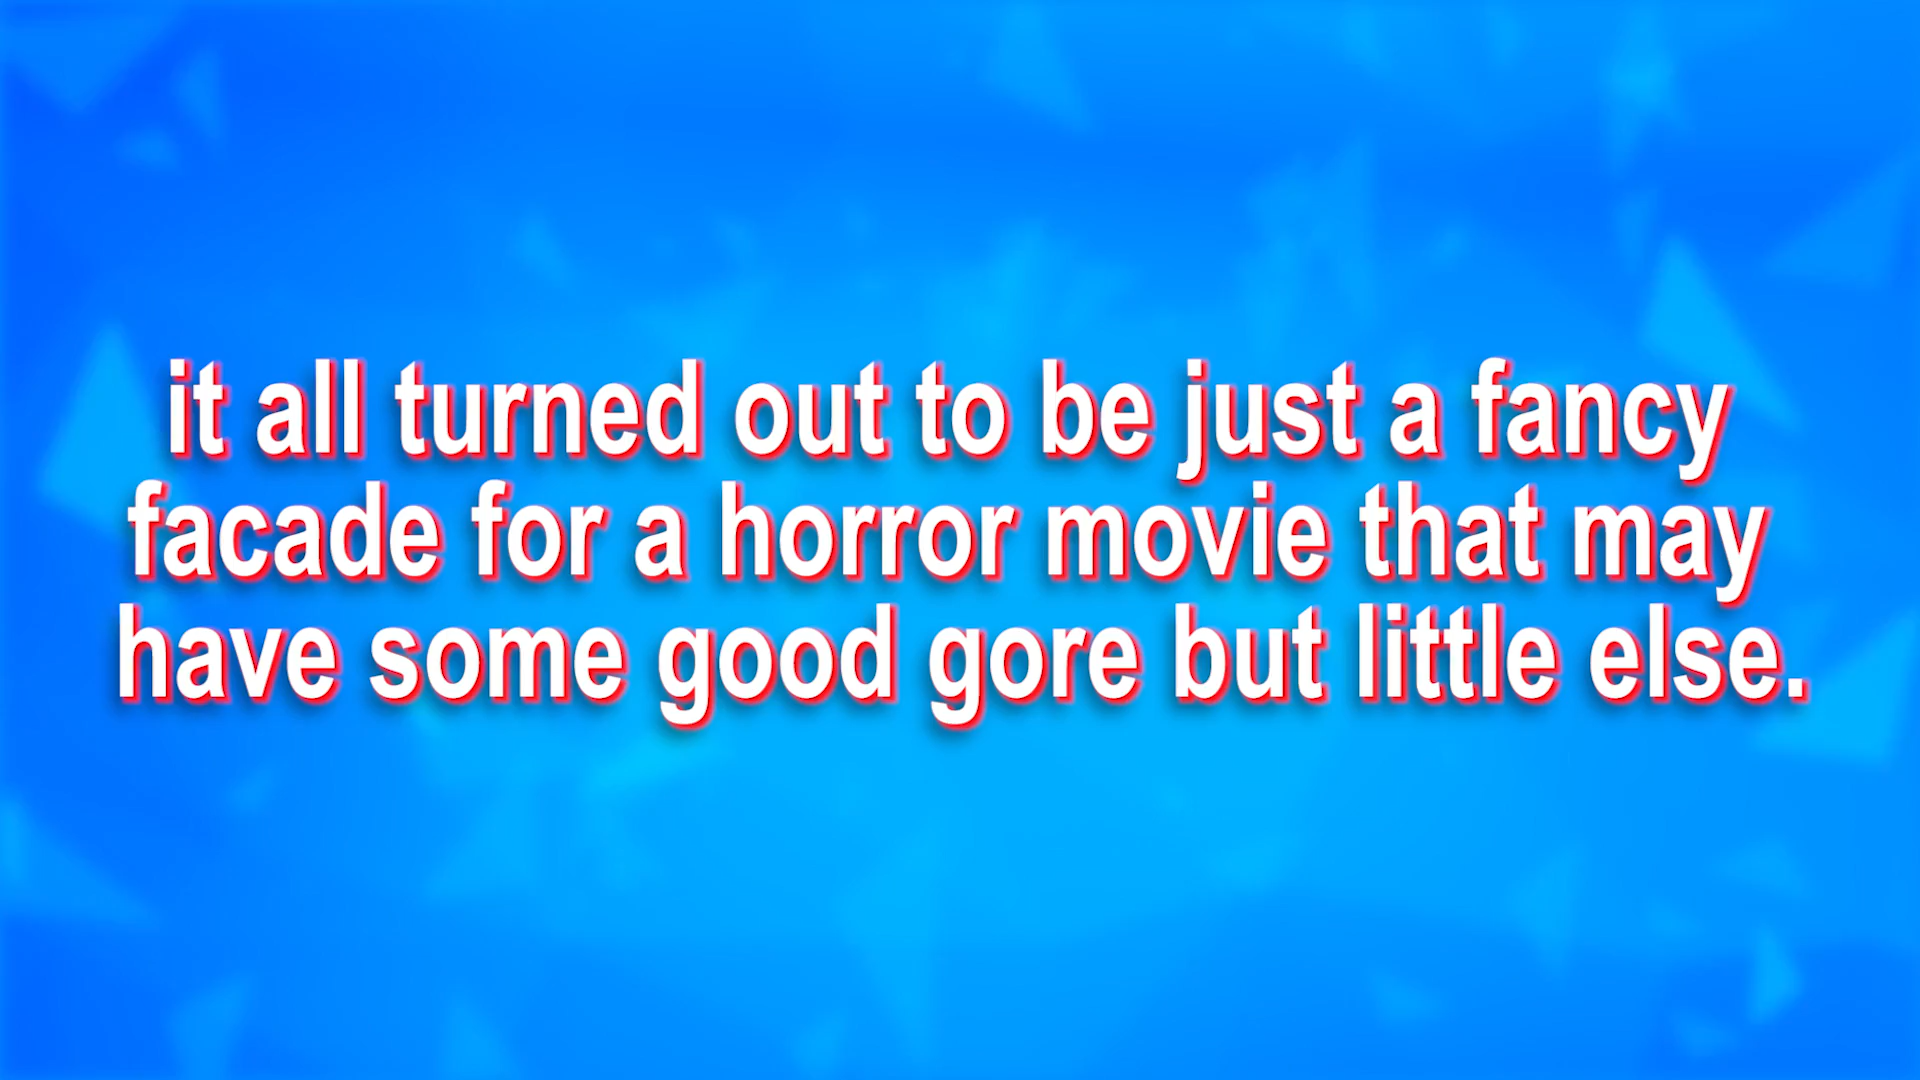 it all turned out to be just a fancy
facade for a horror movie that may
have some good gore but little else.